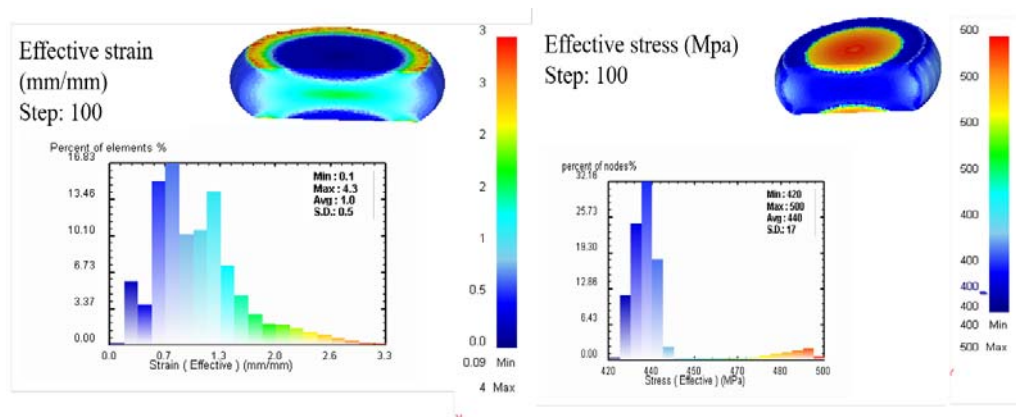 Effective strain
(mm/mm)
Step: 100
Percent of elements %
16.83
13.46
10.10
6.73
3.37
0.00
Min : 0.1
Max : 4.3
Avg : 1.0
S.D.: 0.5
0.0 0.7 1.3 2.0 2.6 3.3
Strain ( Effective ) (mm/mm)
3
3
2
2
1
0.5
0.0
0.09 Min
4 Max
Effective stress (Mpa)
Step: 100
percent of nodes%
32.16
25.73
19.30
12.86
6.43
0.00
Min : 420
Max : 500
Avg : 440
S.D.: 17
420 430 450 470 480 500
Stress ( Effective ) (MPa)
500
500
500
500
400
400
400
400 Min
500 Max